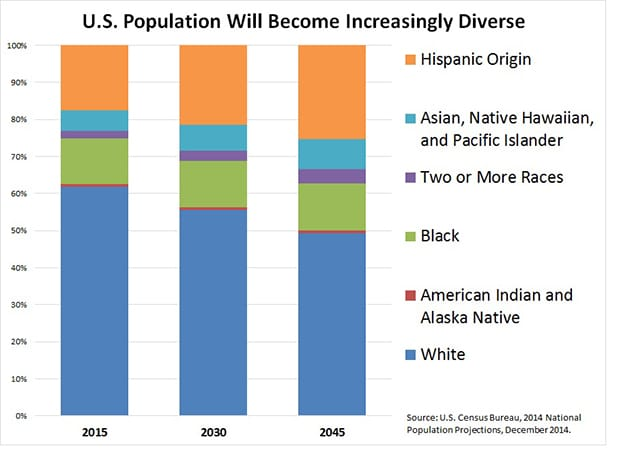 U.S. Population Will Become Increasingly Diverse
100%
90%
80%
70%
60%
50%
40%
30%
20%
10%
0%
2015
2030
2045
Hispanic Origin
Asian, Native Hawaiian,
and Pacific Islander
Two or More Races
Black
American Indian and
Alaska Native
White
Source: U.S. Census Bureau, 2014 National
Population Projections, December 2014.